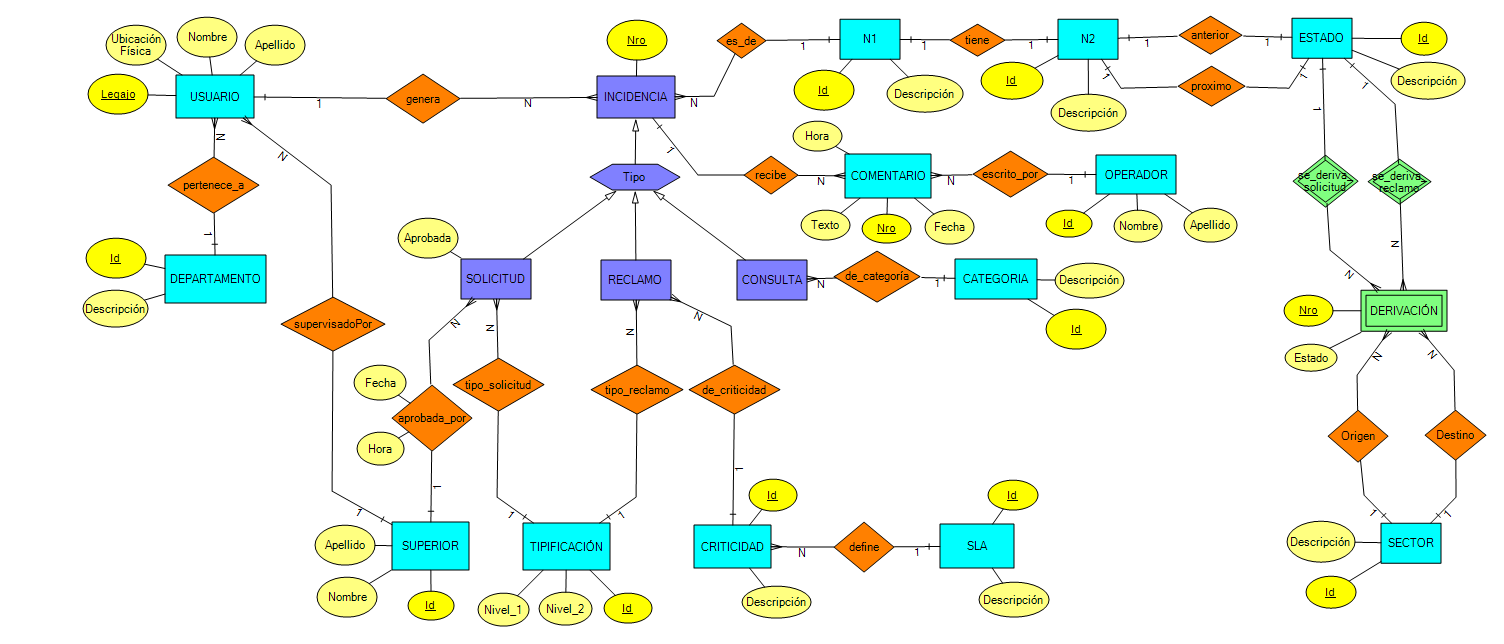 Ubicación
Física
Nombre
Apellido
Legajo
USUARIO
1
genera
N
Nro
INCIDENCIA
es_de
N
1
N1
Id
Descripción
1
tiene
1
N2
Id
Descripción
1
anterior
1
1
proximo
1
ESTADO
Id
Descripción
N
pertenece_a
1
Id
DEPARTAMENTO
Descripción
N
supervisadoPor
1
Tipo
1
recibe
N
Hora
COMENTARIO
Texto
Nro
Fecha
N
escrito_por
1
OPERADOR
Id
Nombre
Apellido
1
se_deriva_
solicitud
N
1
se_deriva_
reclamo
N
Aprobada
SOLICITUD
RECLAMO
CONSULTA
N
de_categoría
1
CATEGORIA
Descripción
Id
Nro
DERIVACIÓN
Estado
N
Fecha
aprobada_por
Hora
1
N
tipo_solicitud
1
N
tipo_reclamo
1
N
de_criticidad
1
N
Origen
1
N
Destino
1
Apellido
SUPERIOR
Nombre
Id
TIPIFICACIÓN
Nivel_1
Nivel_2
Id
Id
CRITICIDAD
Descripción
N
define
1
Id
SLA
Descripción
Descripción
SECTOR
Id